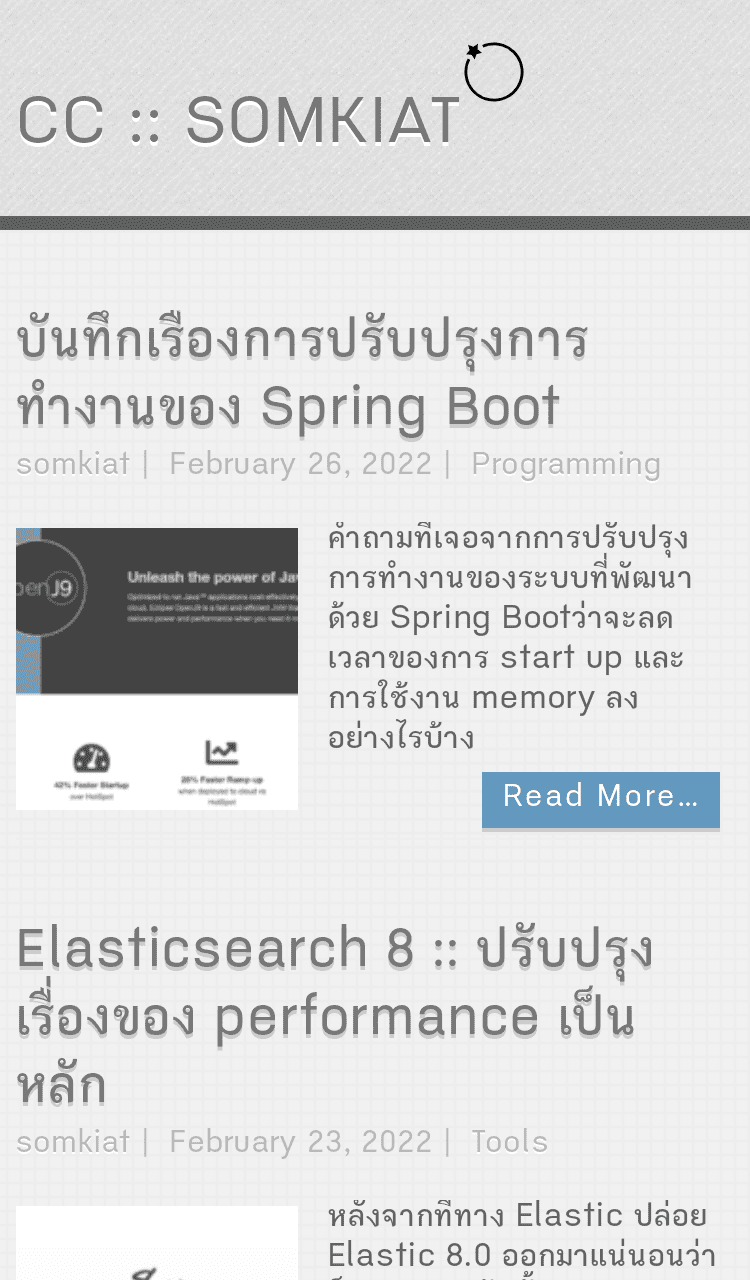 CC :: SOMKIAT
บันทึกเรื่องการปรับปรุงการ
ทำงานของ Spring Boot
somkiat | February 26, 2022 | Programming
คำถามที่เจอจากการปรับปรุง
การทำงานของระบบที่พัฒนา
ด้วย Spring Bootว่าจะลด
เวลาของการ start up และ
การใช้งาน memory ลง
อย่างไรบ้าง
penJ9
Unleash the power of Jav
42% Faster Startup
over HotSpot
28% Faster Ramp-up
when deployed to cloud vs
HotSpot
Read More...
Elasticsearch 8 :: ปรับปรุง
เรื่องของ performance เป็น
หลัก
somkiat | February 23, 2022 | Tools
หลังจากที่ทาง Elastic ปล่อย
Elastic 8.0 ออกมาแน่นอนว่า